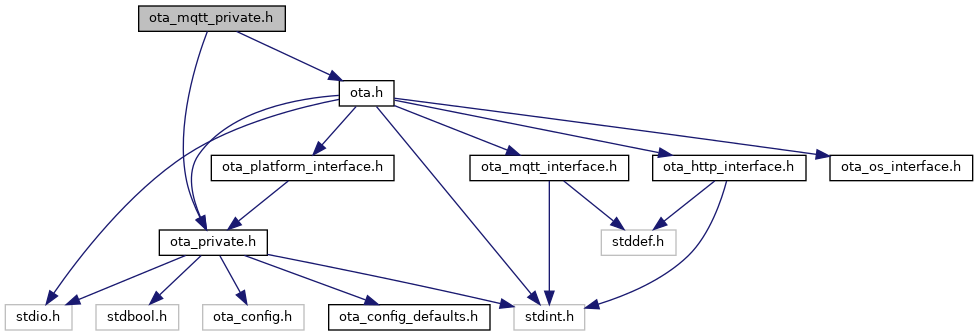 ota_mqtt_private.h
ota.h
ota_platform_interface.h
ota_mqtt_interface.h
ota_http_interface.h
ota_os_interface.h
ota_private.h
stddef.h
stdio.h
stdbool.h
ota_config.h
ota_config_defaults.h
stdint.h